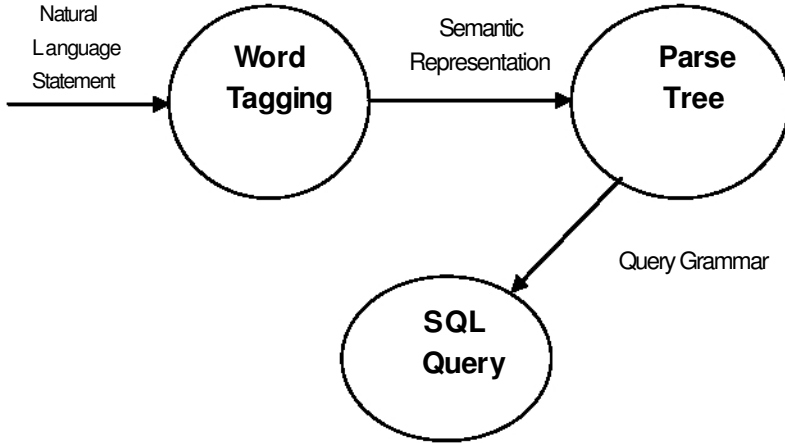 Natural
Language
Statement
Word
Tagging
Semantic
Representation
Parse
Tree
Query Grammar
SQL
Query